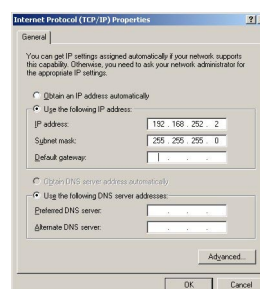 Internet Protocol (TCP/IP) Properties
?
General
You can get IP settings assigned automatically if your network supports
this capability. Otherwise, you need to ask your network administrator for
the appropriate IP settings.
Obtain an IP address automatically
Use the following IP address:
IP address: 192 . 168 . 252 . 2
Subnet mask: 255 . 255 . 255 . 0
Default gateway: . . .
Obtain DNS server address automatically
Use the following DNS server addresses:
Preferred DNS server: . . .
Alternate DNS server: . . .
Advanced...
OK Cancel